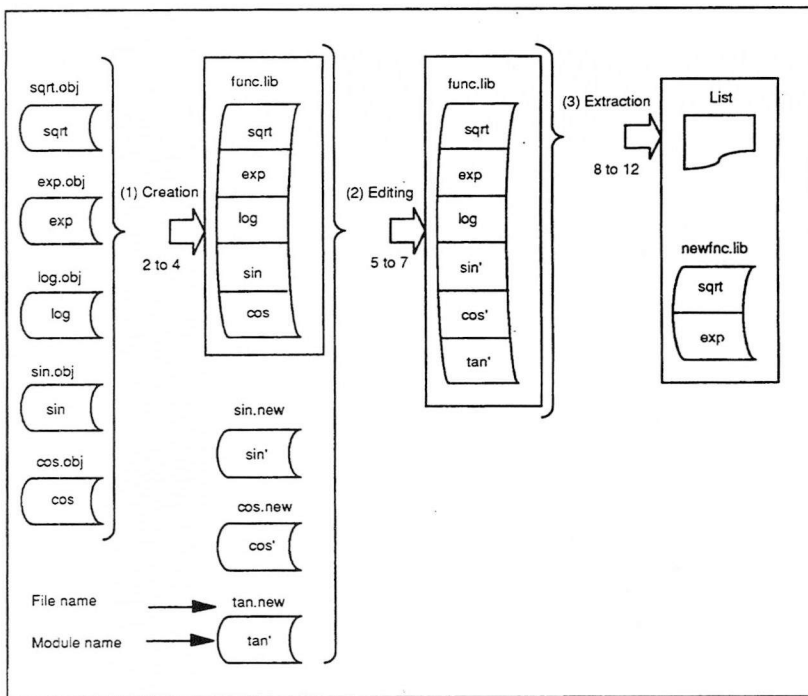 sqrt.obj
sqrt
exp.obj
exp
log.obj
log
sin.obj
sin
cos.obj
cos
(1) Creation
2 to 4
func.lib
sqrt
exp
log
sin
cos
sin.new
sin'
cos.new
cos'
File name
tan.new
Module name
tan'
(2) Editing
5 to 7
func.lib
sqrt
exp
log
sin'
cos'
tan'
(3) Extraction
8 to 12
List
newfnc.lib
sqrt
exp